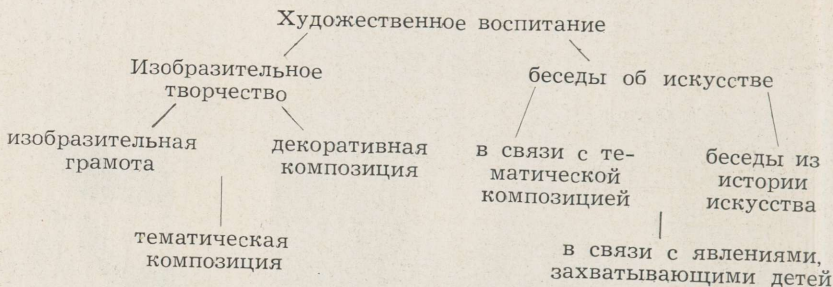 Художественное воспитание
Изобразительное
творчество
беседы об искусстве
изобразительная
грамота
декоративная
композиция
в связи с те-
матической
композицией
беседы из
истории
искусства
тематическая
композиция
в связи с явлениями,
захватывающими детей